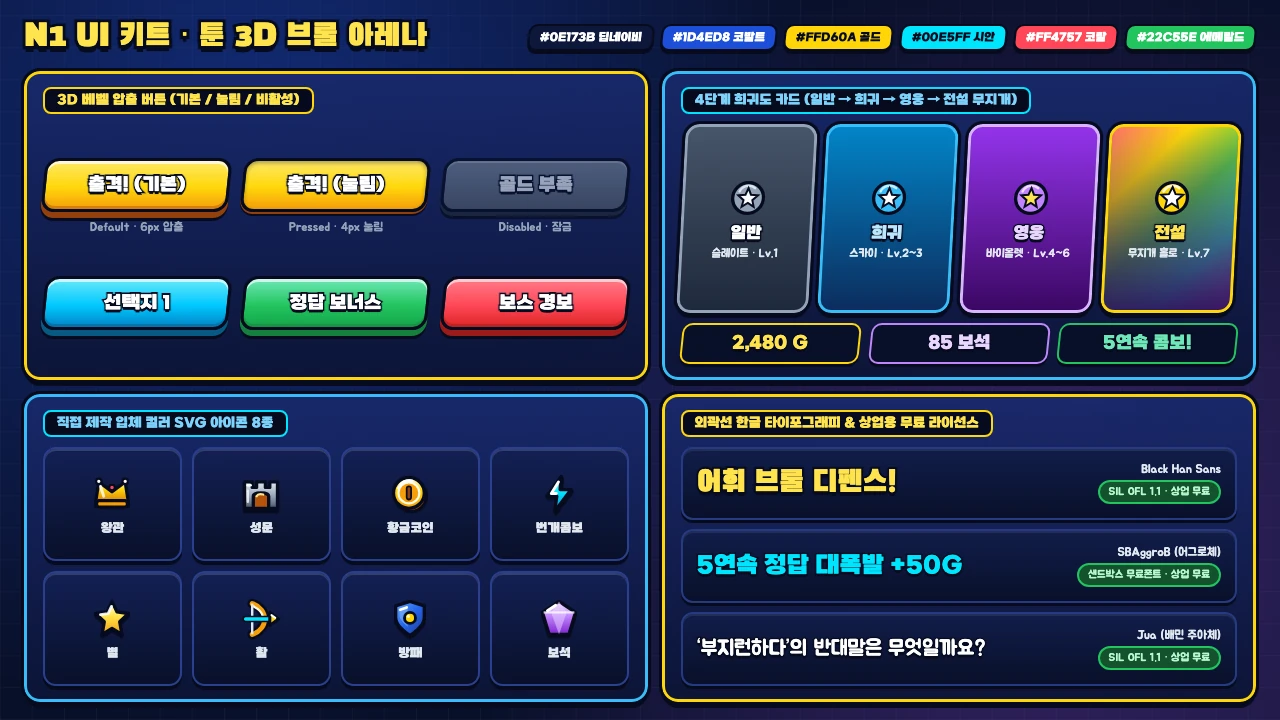 N1 UI 키트 · 툰 3D 브롤 아레나
#0E173B 딥네이비
#1D4ED8 코발트
#FFD60A 골드
#00E5FF 시안
#FF4757 코랄
#22C55E 에메랄드
3D 베벨 압출 버튼 (기본 / 눌림 / 비활성)
출격! (기본)
출격! (눌림)
골드 부족
Default · 6px 압출
Pressed · 4px 눌림
Disabled · 잠금
선택지 1
정답 보너스
보스 경보
4단계 희귀도 카드 (일반 → 희귀 → 영웅 → 전설 무지개)
일반
희귀
영웅
전설
슬레이트 · Lv.1
스카이 · Lv.2~3
바이올렛 · Lv.4~6
무지개 홀로 · Lv.7
2,480 G
85 보석
5연속 콤보!
직접 제작 입체 컬러 SVG 아이콘 8종
왕관
성문
황금코인
번개콤보
별
활
방패
보석
외곽선 한글 타이포그래피 & 상업용 무료 라이선스
어휘 브롤 디펜스!
Black Han Sans
SIL OFL 1.1 · 상업 무료
5연속 정답 대폭발 +50G
SBAggroB (어그로체)
샌드박스 무료폰트 · 상업 무료
‘부지런하다’의 반대말은 무엇일까요?
Jua (배민 주아체)
SIL OFL 1.1 · 상업 무료